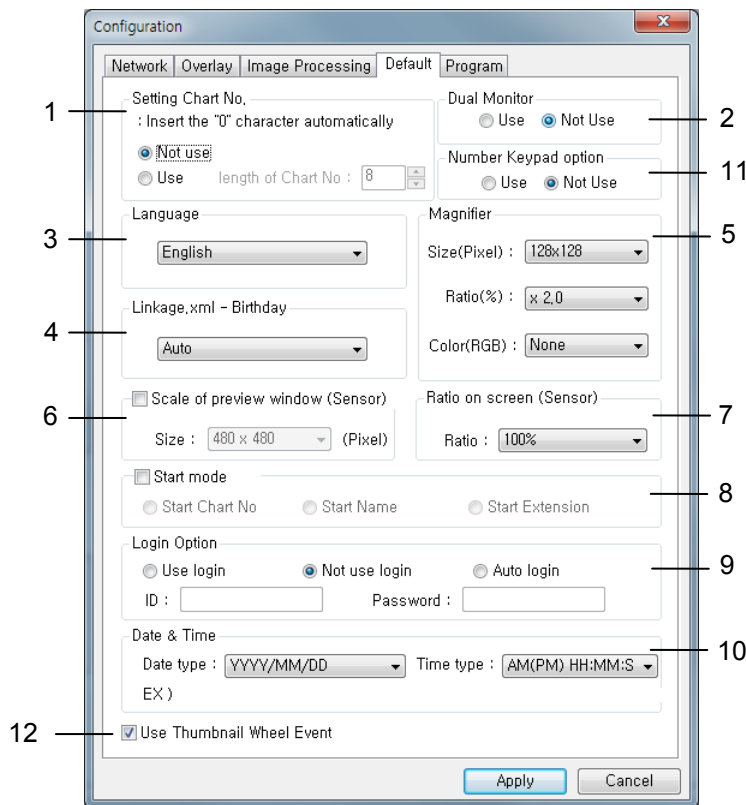 Configuration
Network Overlay Image Processing Default Program
1 Setting Chart No, Dual Monitor
: Insert the "0" character automatically Use Not Use 2
Not use Number Keypad option
Use length of Chart No : 8 Use Not Use 11
Language Magnifier
3 English Size(Pixel) : 128x128 5
Ratio(%) : x 2,0
Linkage,xml - Birthday
4 Auto Color(RGB) : None
Scale of preview window (Sensor) Ratio on screen (Sensor)
6 Size : 480 x 480 (Pixel) Ratio : 100% 7
Start mode
Start Chart No Start Name Start Extension 8
Login Option
Use login Not use login Auto login 9
ID : Password :
Date & Time
Date type : YYYY/MM/DD Time type : AM(PM) HH:MM:S 10
EX )
12 Use Thumbnail Wheel Event
Apply Cancel